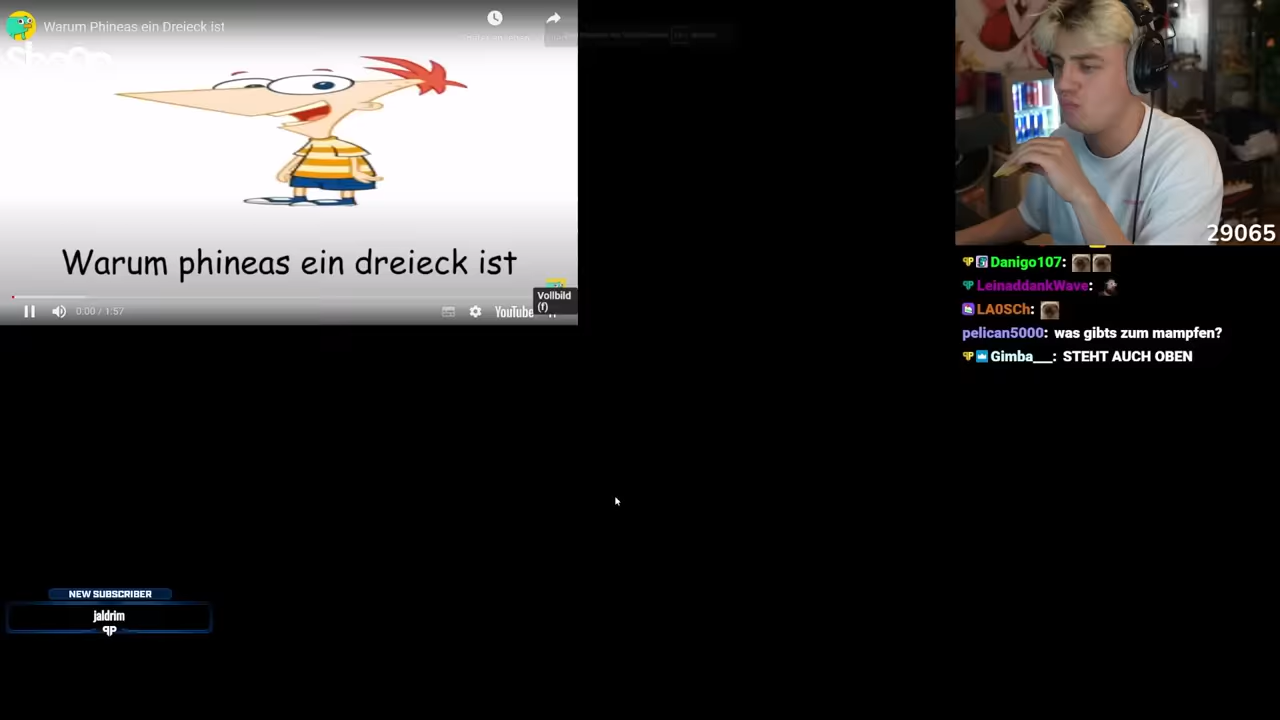 Warum Phineas ein Dreieck ist
Warum phineas ein dreieck ist
Vollbild
(f)
0:00 / 1:57
YouTube
29065
Danigo107:
LeinaddankWave:
LA0SCh:
pelican5000: was gibts zum mampfen?
Gimba___: STEHT AUCH OBEN
NEW SUBSCRIBER
jaldrim